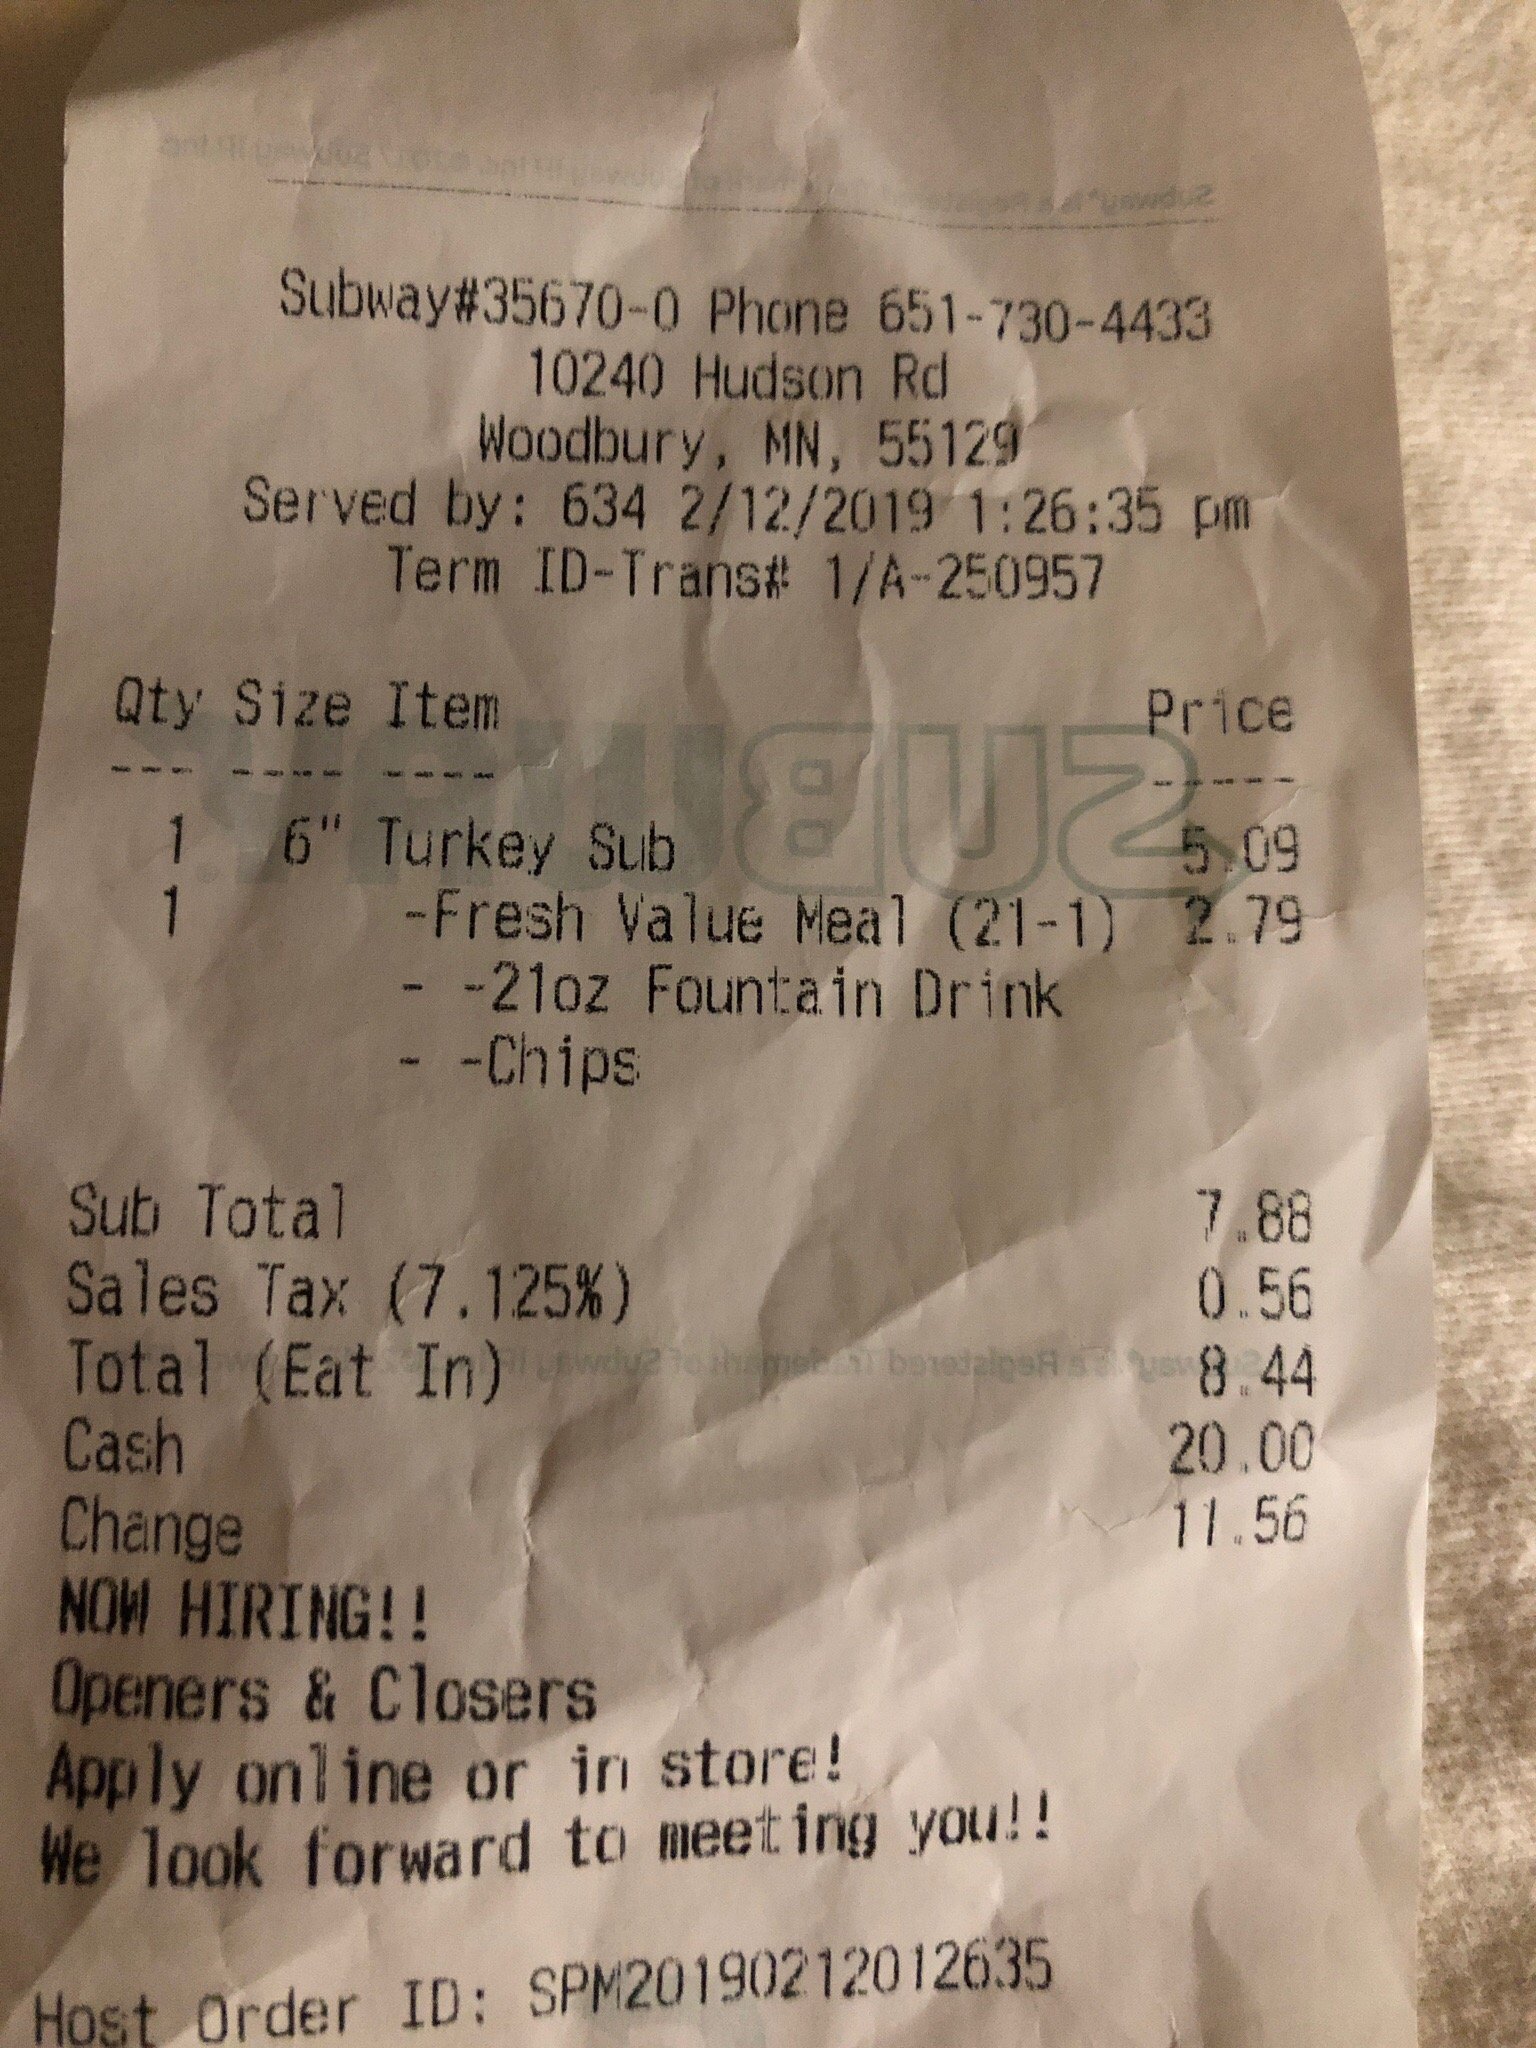 Subway#35670-0 Phone 651-730-4433
10240 Hudson Rd
Woodbury, MN, 55129
Served by: 634 2/12/2019 1:26:35 pm
Term ID-Trans# 1/A-250957
Qty Size Item Price
--- ---- ---- -----
1 6" Turkey Sub 5.09
1 -Fresh Value Meal (21-1) 2.79
- -21oz Fountain Drink
- -Chips
Sub Total 7.88
Sales Tax (7.125%) 0.56
Total (Eat In) 8.44
Cash 20.00
Change 11.56
NOW HIRING!!
Openers & Closers
Apply online or in store!
We look forward to meeting you!!
Host Order ID: SPM20190212012635